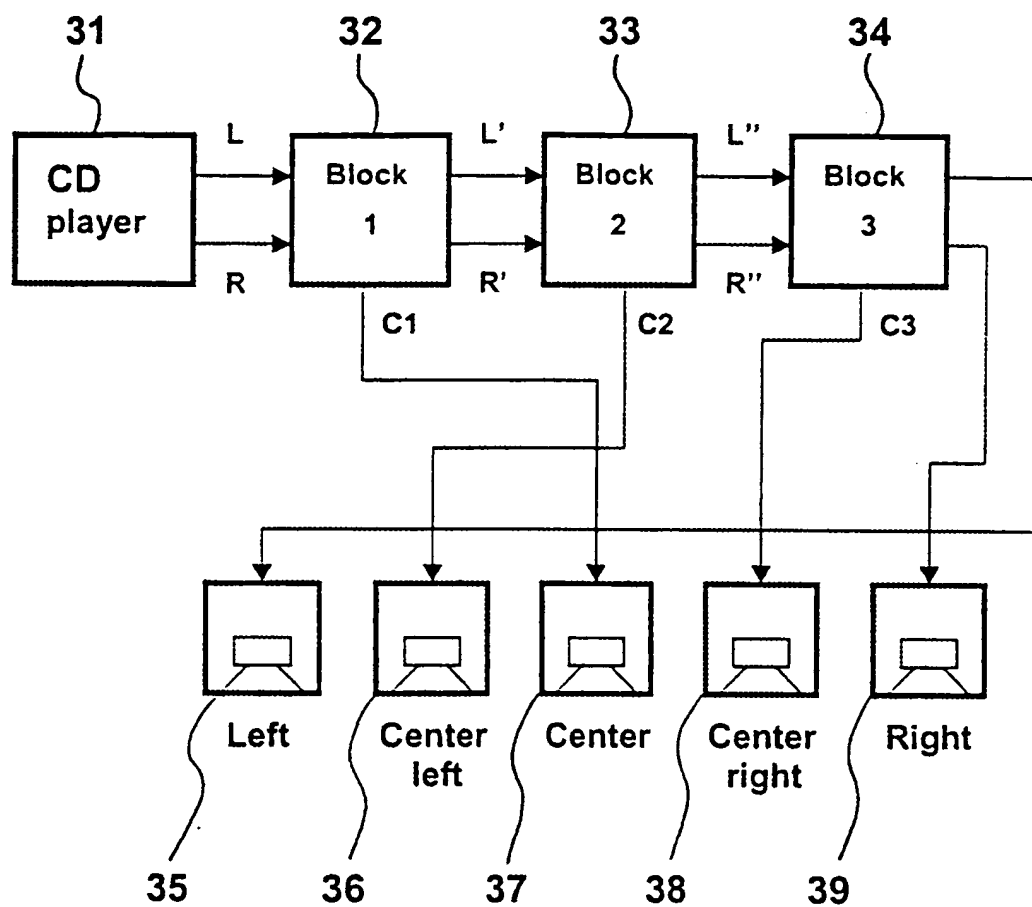 31 32 33 34
L L' L''
CD player
Block 1
Block 2
Block 3
R R' R''
C1 C2 C3
Left
Center left
Center
Center right
Right
35 36 37 38 39